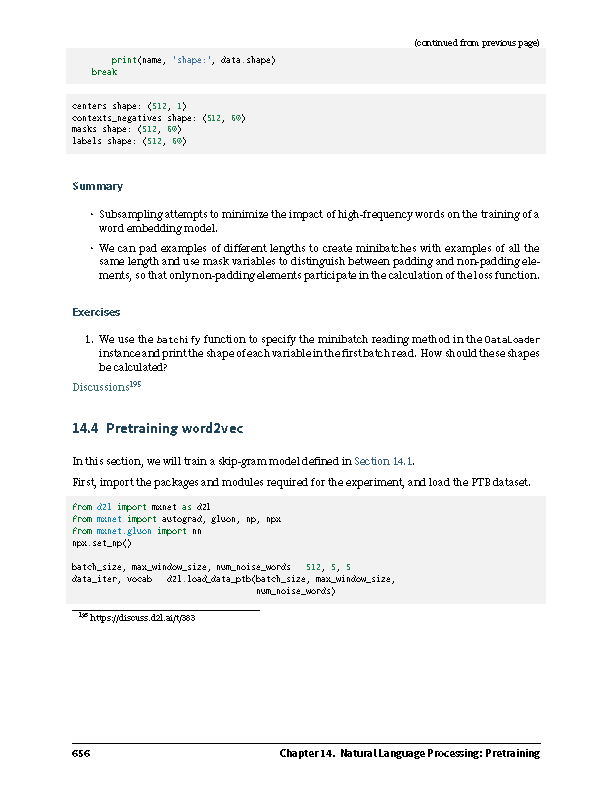 (continued from previous page)
print(name, 'shape:', data.shape)
break
centers shape: (512, 1)
contexts_negatives shape: (512, 60)
masks shape: (512, 60)
labels shape: (512, 60)
Summary
• Subsampling attempts to minimize the impact of high-frequency words on the training of a
word embedding model.
• We can pad examples of different lengths to create minibatches with examples of all the
same length and use mask variables to distinguish between padding and non-padding ele-
ments, so that only non-padding elements participate in the calculation of the loss function.
Exercises
1. We use the batchify function to specify the minibatch reading method in the DataLoader
instance and print the shape of each variable in the first batch read. How should these shapes
be calculated?
Discussions195
14.4 Pretraining word2vec
In this section, we will train a skip-gram model defined in Section 14.1.
First, import the packages and modules required for the experiment, and load the PTB dataset.
from d2l import mxnet as d2l
from mxnet import autograd, gluon, np, npx
from mxnet.gluon import nn
npx.set_np()
batch_size, max_window_size, num_noise_words 512, 5, 5
data_iter, vocab d2l.load_data_ptb(batch_size, max_window_size,
num_noise_words)
195 https://discuss.d2l.ai/t/383
656 Chapter 14. Natural Language Processing: Pretraining